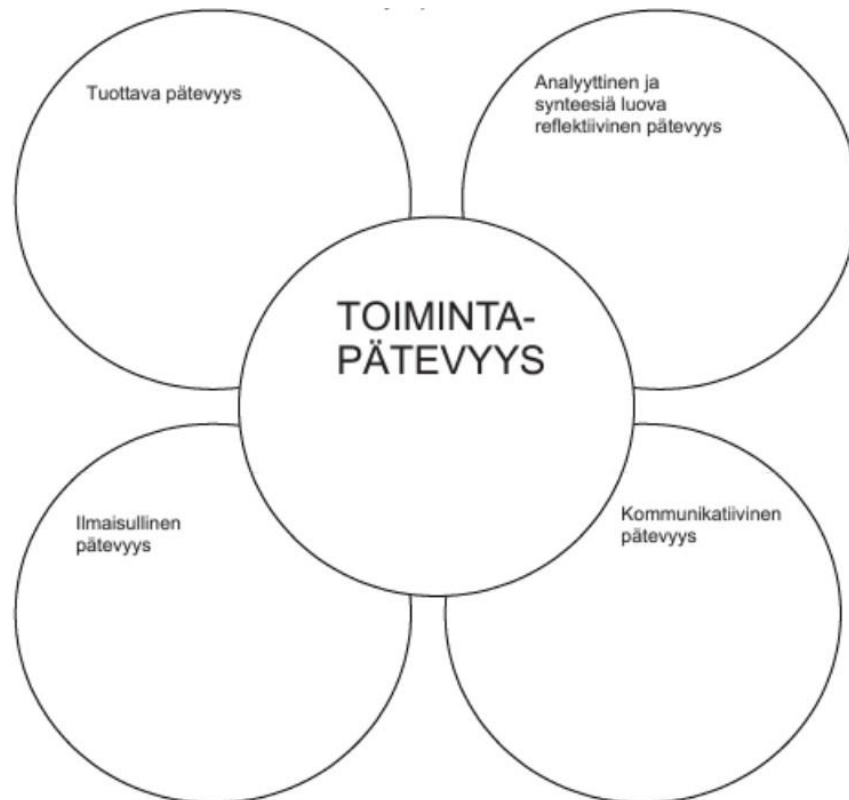 Tuottava pätevyys
Analyyttinen ja
synteesiä luova
reflektiivinen pätevyys
TOIMINTA-
PÄTEVYYS
Ilmaisullinen
pätevyys
Kommunikatiivinen
pätevyys